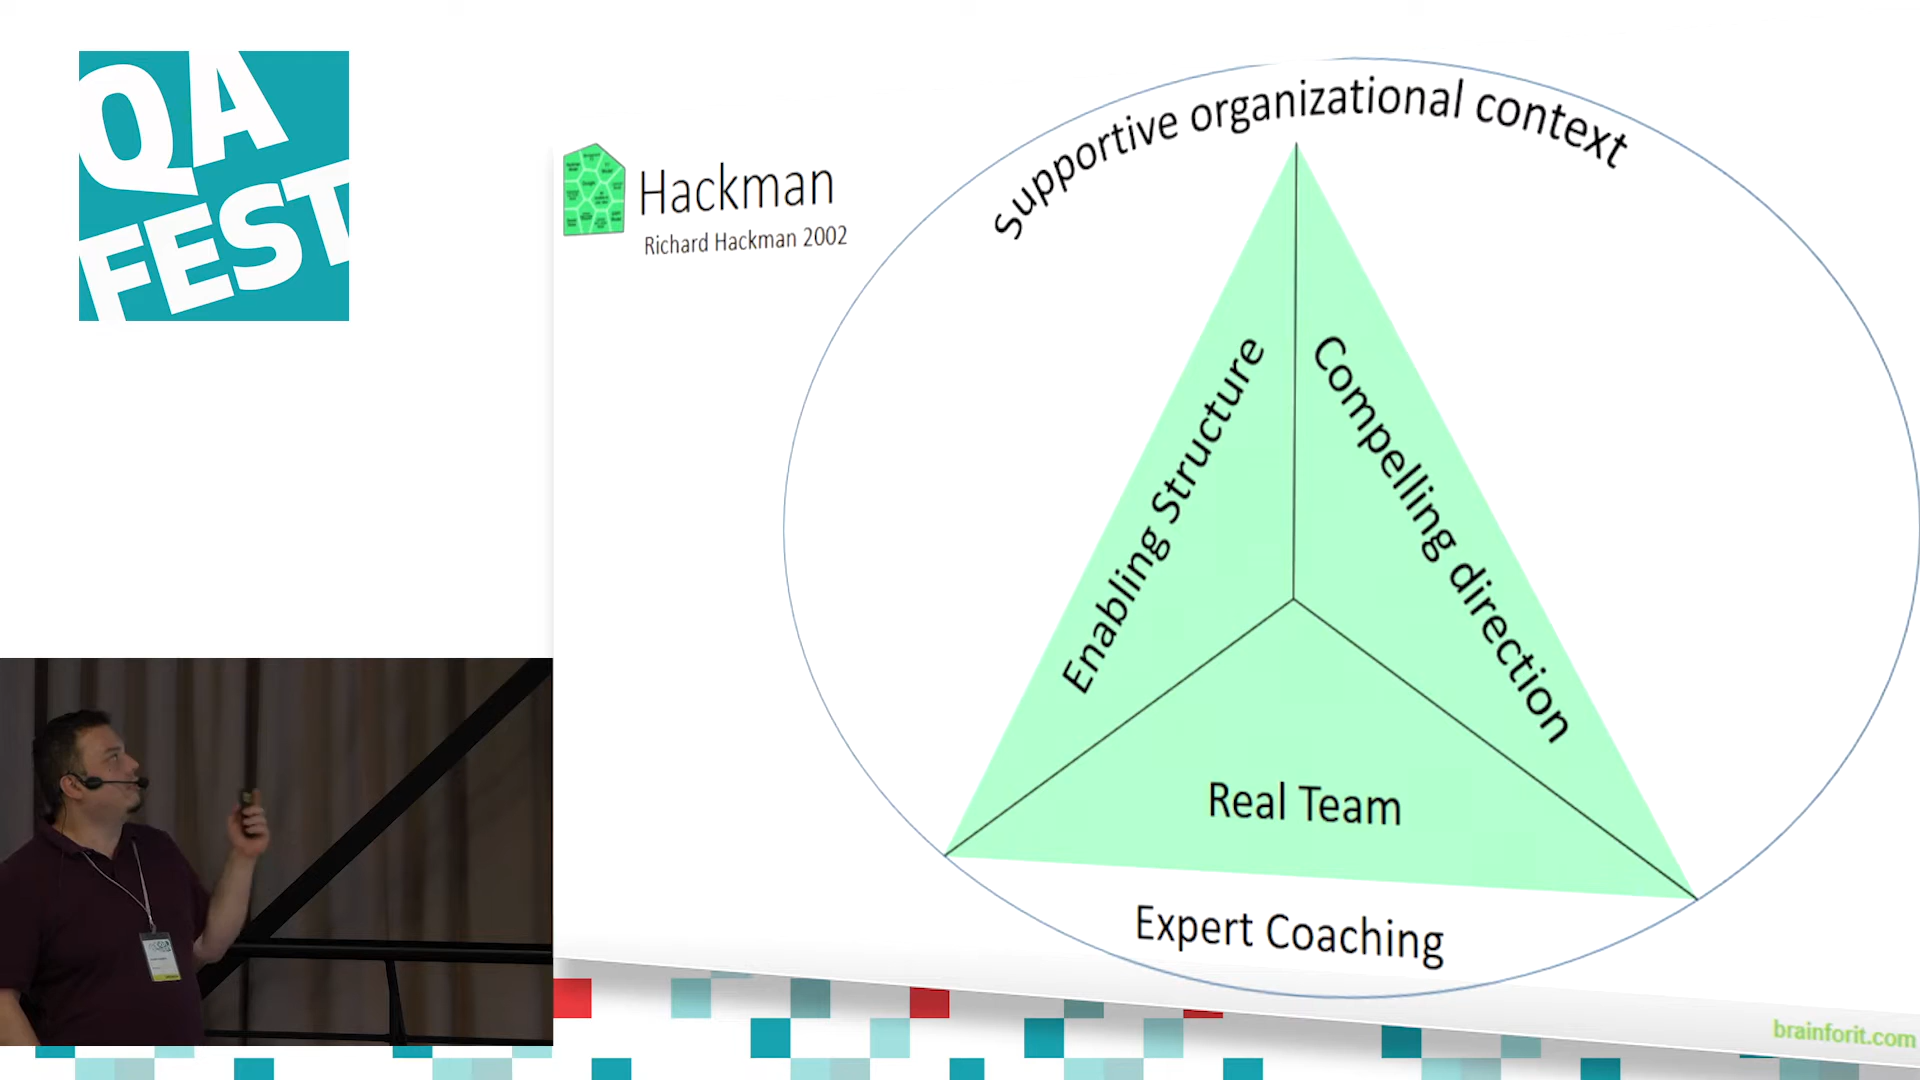 QA
FEST
Hackman
Richard Hackman 2002
supportive organizational context
Enabling Structure
Compelling direction
Real Team
Expert Coaching
brainforit.com